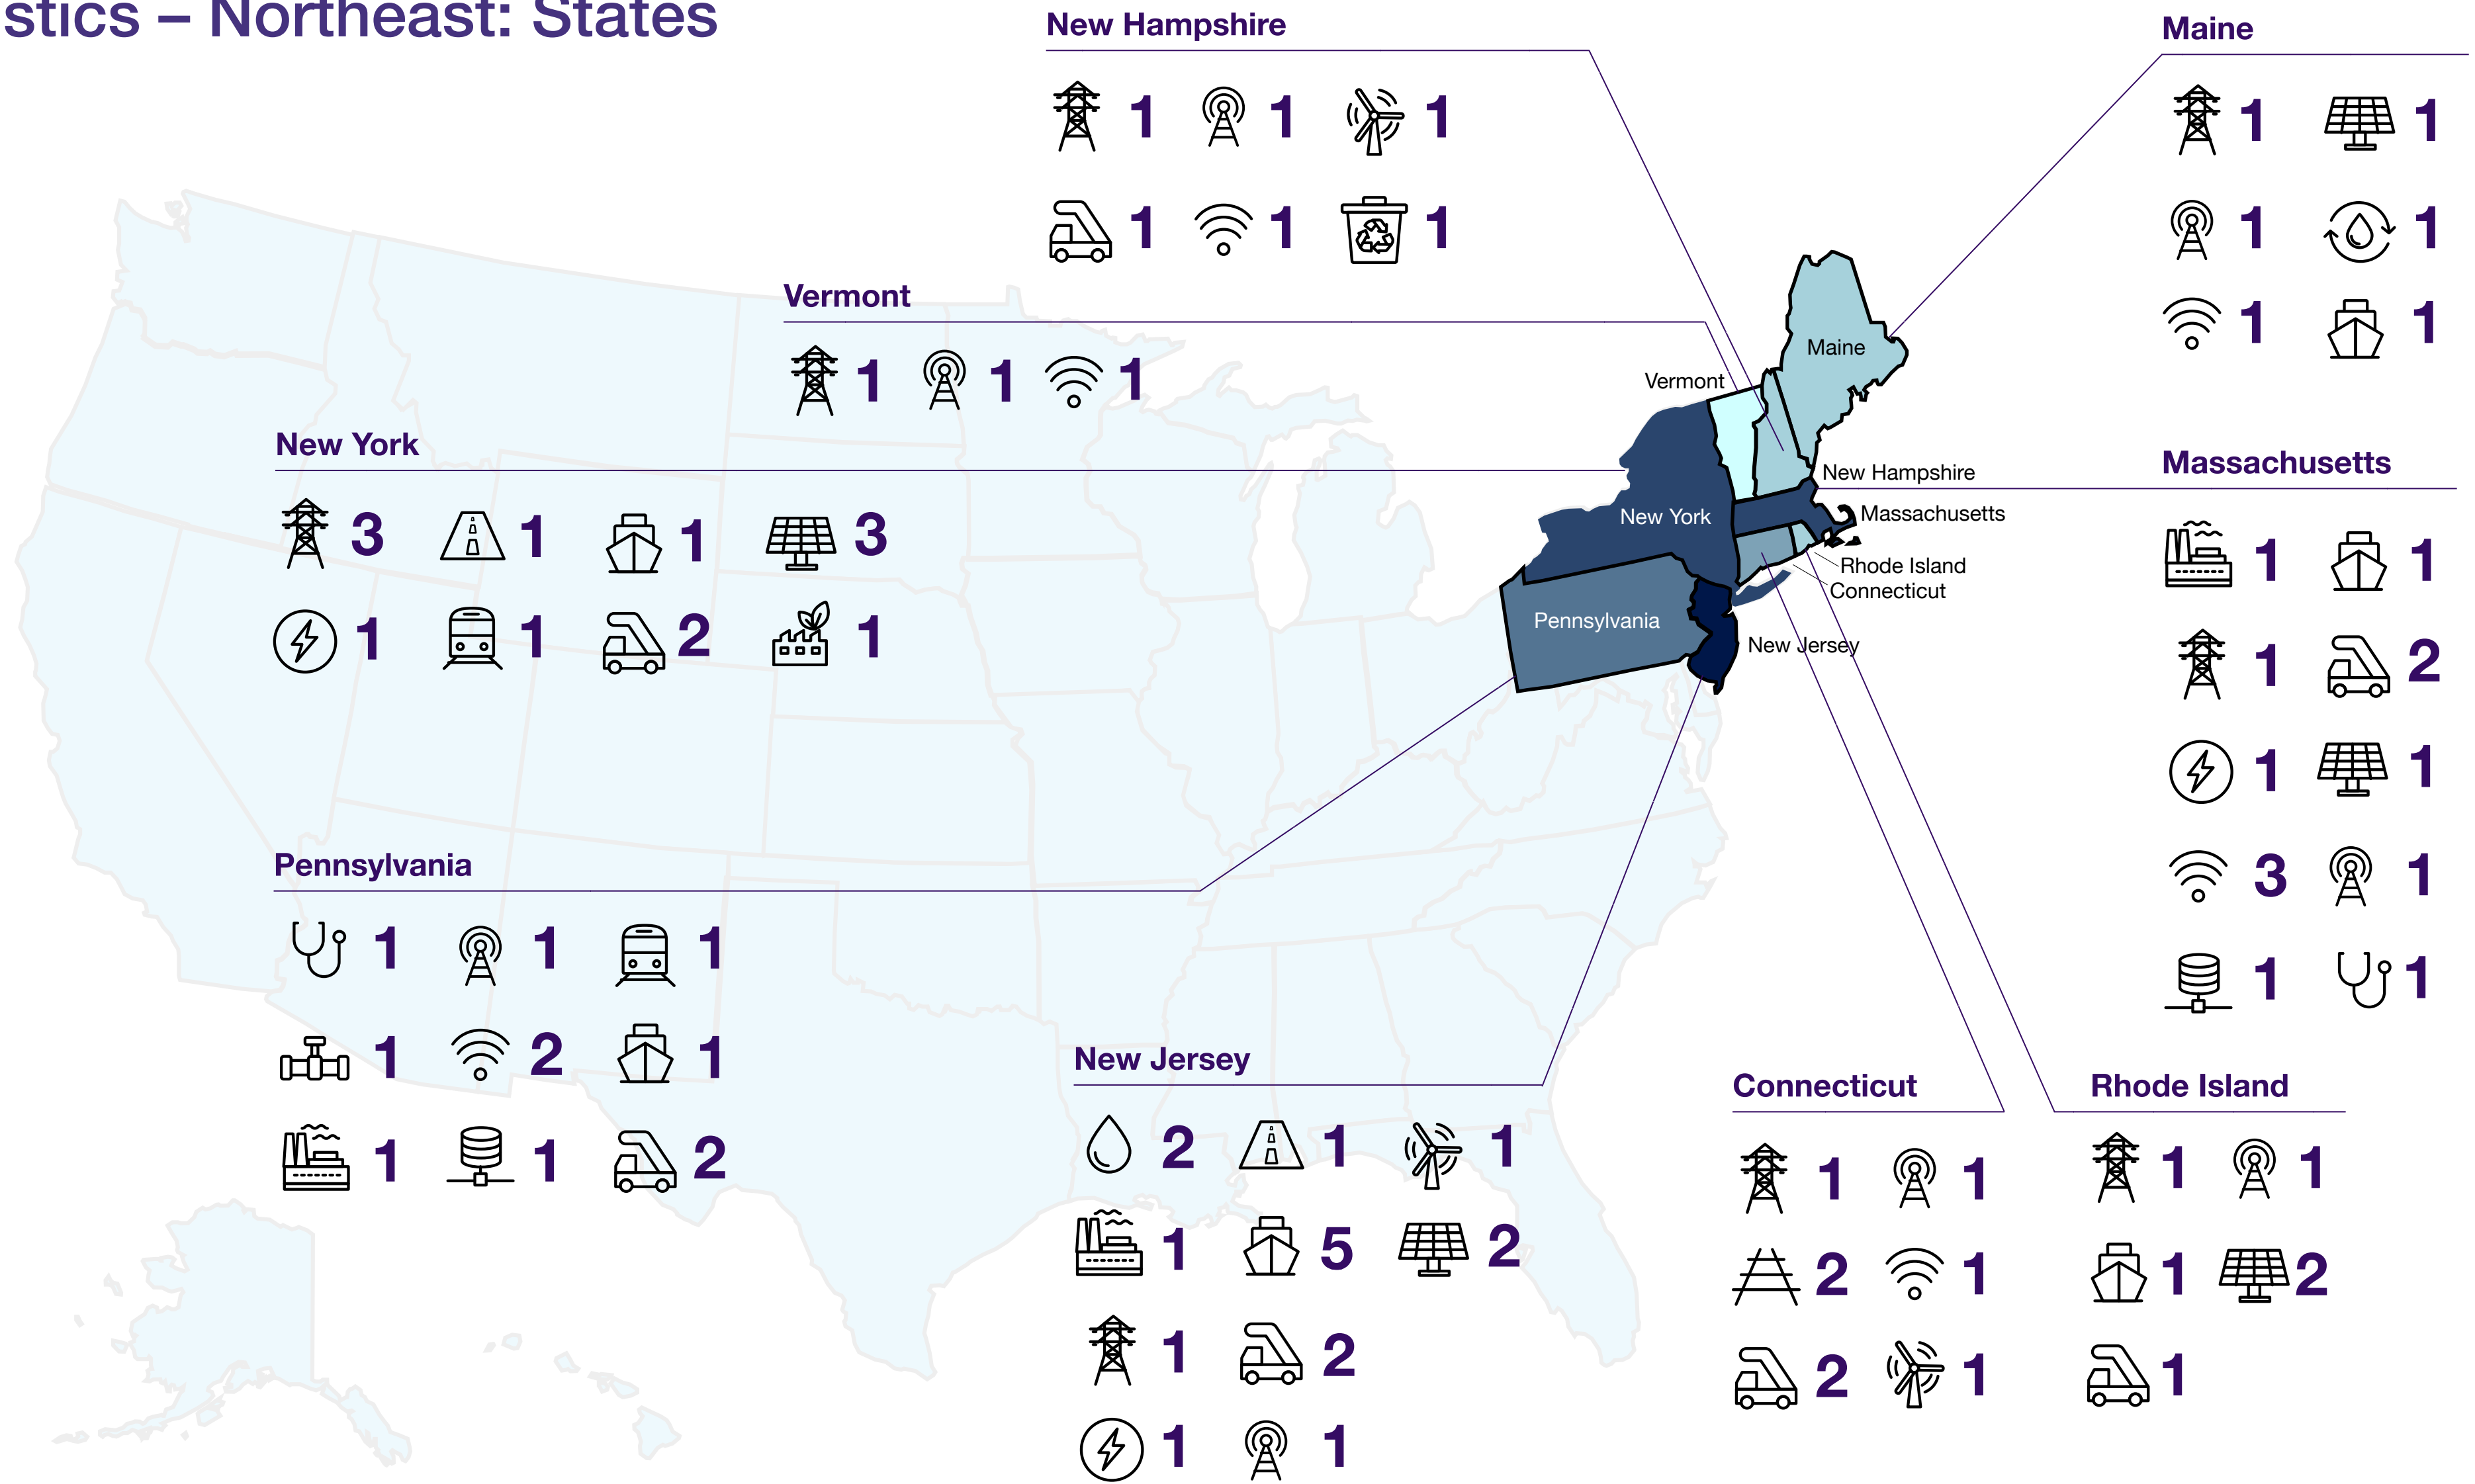 stics – Northeast: States
New Hampshire
1 1 1
1 1 1
Maine
1 1
1 1
1 1
Vermont
1 1 1
New York
3 1 1 3
1 1 2 1
Maine
Vermont
New Hampshire
New York
Massachusetts
Rhode Island
Connecticut
Pennsylvania
New Jersey
Massachusetts
1 1
1 2
1 1
3 1
1 1
Pennsylvania
1 1 1
1 2 1
1 1 2
New Jersey
2 1 1
1 5 2
1 2
1 1
Connecticut
1 1
2 1
2 1
Rhode Island
1 1
1 2
1